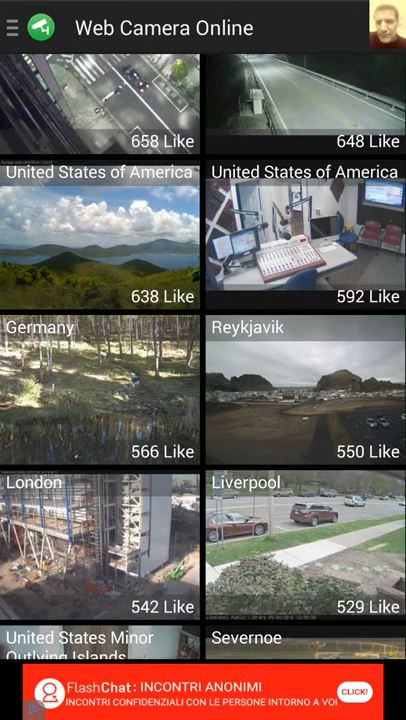 Web Camera Online
658 Like
648 Like
United States of America
United States of America
638 Like
592 Like
Germany
Reykjavik
566 Like
550 Like
London
Liverpool
542 Like
529 Like
United States Minor
Outlying Islands
Severnoe
FlashChat: INCONTRI ANONIMI
INCONTRI CONFIDENZIALI CON LE PERSONE INTORNO A VOI
CLICK!